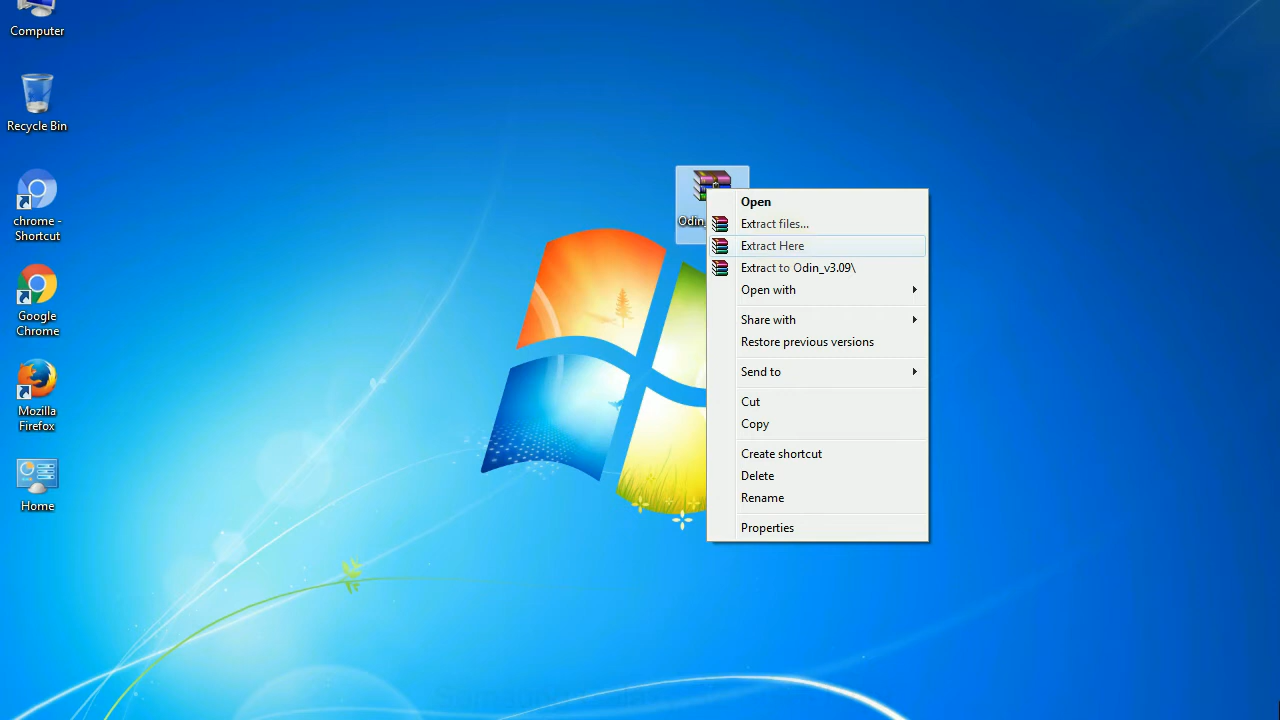 Computer
Recycle Bin
chrome -
Shortcut
Google
Chrome
Mozilla
Firefox
Home
Open
Extract files...
Extract Here
Extract to Odin_v3.09\
Open with
Share with
Restore previous versions
Send to
Cut
Copy
Create shortcut
Delete
Rename
Properties